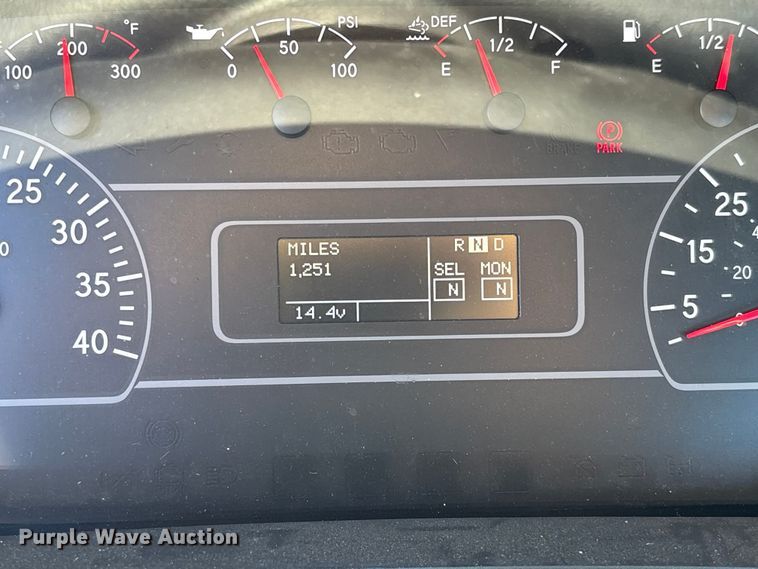 100 200 °F 300
0 50 PSI 100
DEF E 1/2 F
E 1/2
PARK
BRAKE
25
30
35
40
MILES
1,251
14.4v
R N D
SEL MON
N N
25
15
5
20
Purple Wave Auction®